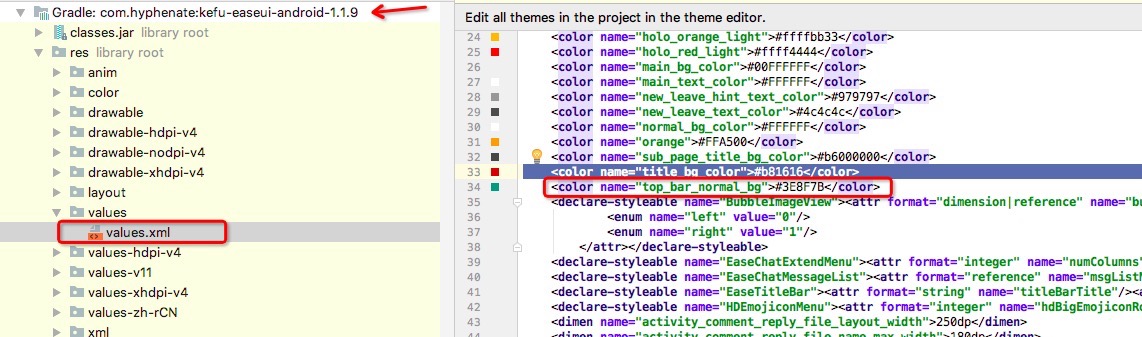 Gradle: com.hyphenate:kefu-easeui-android-1.1.9
classes.jar library root
res library root
anim
color
drawable
drawable-hdpi-v4
drawable-nodpi-v4
drawable-xhdpi-v4
layout
values
values.xml
values-hdpi-v4
values-v11
values-xhdpi-v4
values-zh-rCN
xml
Edit all themes in the project in the theme editor.
24 <color name="holo_orange_light">#ffffbb33</color>
25 <color name="holo_red_light">#ffff4444</color>
26 <color name="main_bg_color">#00FFFFFF</color>
27 <color name="main_text_color">#FFFFFF</color>
28 <color name="new_leave_hint_text_color">#979797</color>
29 <color name="new_leave_text_color">#4c4c4c</color>
30 <color name="normal_bg_color">#FFFFFF</color>
31 <color name="orange">#FFA500</color>
32 <color name="sub_page_title_bg_color">#b6000000</color>
33 <color name="title_bg_color">#b81616</color>
34 <color name="top_bar_normal_bg">#3E8F7B</color>
35 <declare-styleable name="BubbleImageView"><attr format="dimension|reference" name="bu
36 <enum name="left" value="0"/>
37 <enum name="right" value="1"/>
38 </attr></declare-styleable>
39 <declare-styleable name="EaseChatExtendMenu"><attr format="integer" name="numColumns"
40 <declare-styleable name="EaseChatMessageList"><attr format="reference" name="msgListM
41 <declare-styleable name="EaseTitleBar"><attr format="string" name="titleBarTitle"/><a
42 <declare-styleable name="HDEmojiconMenu"><attr format="integer" name="hdBigEmojiconRo
43 <dimen name="activity_comment_reply_file_layout_width">250dp</dimen>
44 <dimen name="activity_comment_reply_file_name_max_width">180dp</dimen>